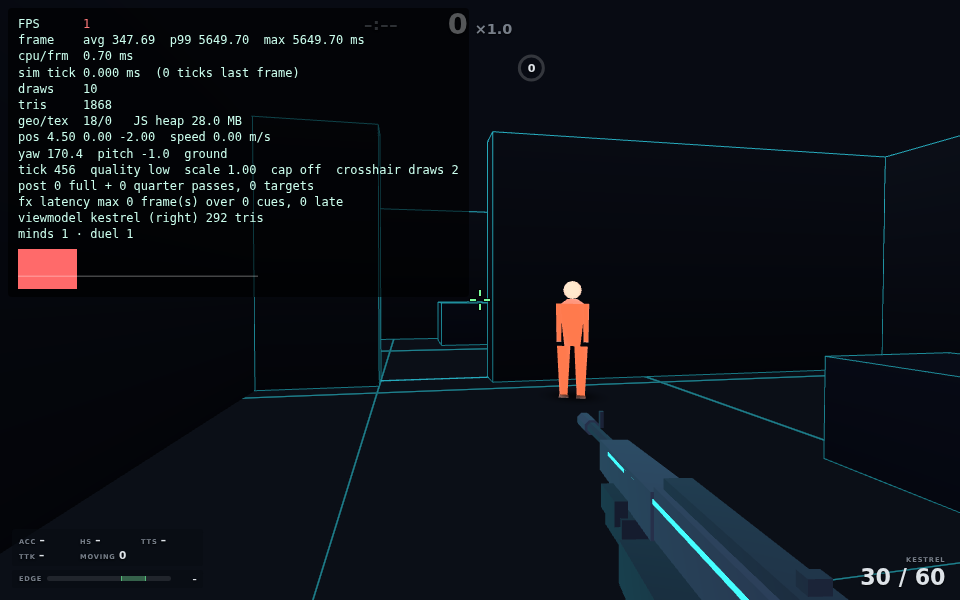 FPS 1
-:-- 0 ×1.0
frame avg 347.69 p99 5649.70 max 5649.70 ms
cpu/frm 0.70 ms
sim tick 0.000 ms (0 ticks last frame)
0
draws 10
tris 1868
geo/tex 18/0 JS heap 28.0 MB
pos 4.50 0.00 -2.00 speed 0.00 m/s
yaw 170.4 pitch -1.0 ground
tick 456 quality low scale 1.00 cap off crosshair draws 2
post 0 full + 0 quarter passes, 0 targets
fx latency max 0 frame(s) over 0 cues, 0 late
viewmodel kestrel (right) 292 tris
minds 1 · duel 1
ACC – HS – TTS –
TTK – MOVING 0
EDGE -
KESTREL
30 / 60